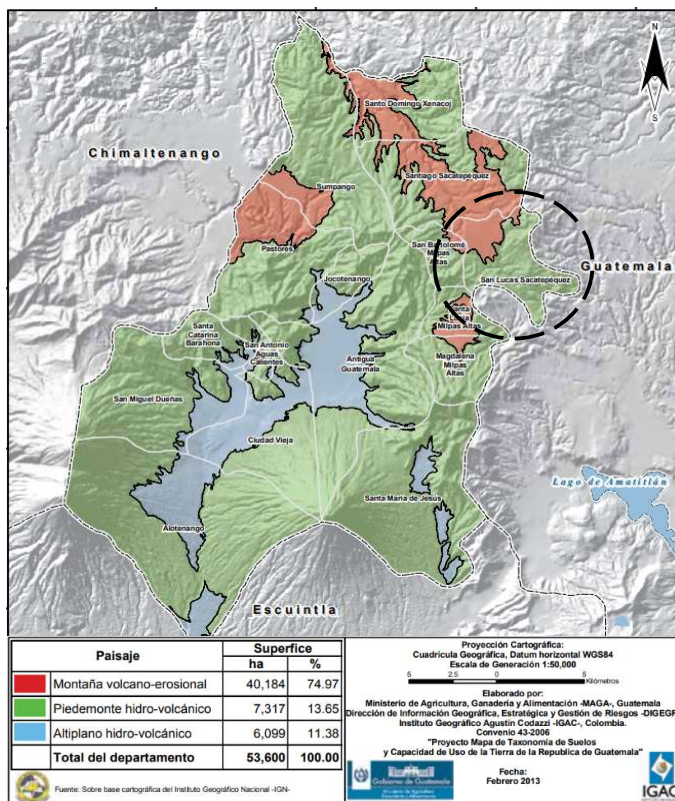 N
S
Santo Domingo Xenacoj
Chimaltenango
Santiago Sacatepéquez
Sumpango
San Bartolomé
Milpas
Altas
Pastores
Guatemala
San Lucas Sacatepéquez
Jocotenango
Santa
Lucía
Milpas Altas
Santa
Catarina
Barahona
San Antonio
Aguas
Calientes
Antigua
Guatemala
Magdalena
Milpas
Altas
San Miguel Dueñas
Ciudad Vieja
Lago de Amatitlán
Santa María de Jesús
Alotenango
Escuintla
Paisaje
Superfice
ha
%
Montaña volcano-erosional 40,184 74.97
Piedemonte hidro-volcánico 7,317 13.65
Altiplano hidro-volcánico 6,099 11.38
Total del departamento 53,600 100.00
Fuente: Sobre base cartográfica del Instituto Geográfico Nacional -IGN-
Proyección Cartográfica:
Cuadrícula Geográfica, Datum horizontal WGS84
Escala de Generación 1:50,000
5 0 5
Kilómetros
Elaborado por:
Ministerio de Agricultura, Ganadería y Alimentación -MAGA-, Guatemala
Dirección de Información Geográfica, Estratégica y Gestión de Riesgos -DIGEGR
Instituto Geográfico Agustín Codazzi -IGAC-, Colombia.
Convenio 43-2006
"Proyecto Mapa de Taxonomía de Suelos
y Capacidad de Uso de la Tierra de la Republica de Guatemala"
Fecha:
Febrero 2013
Gobierno de Guatemala
IGAC